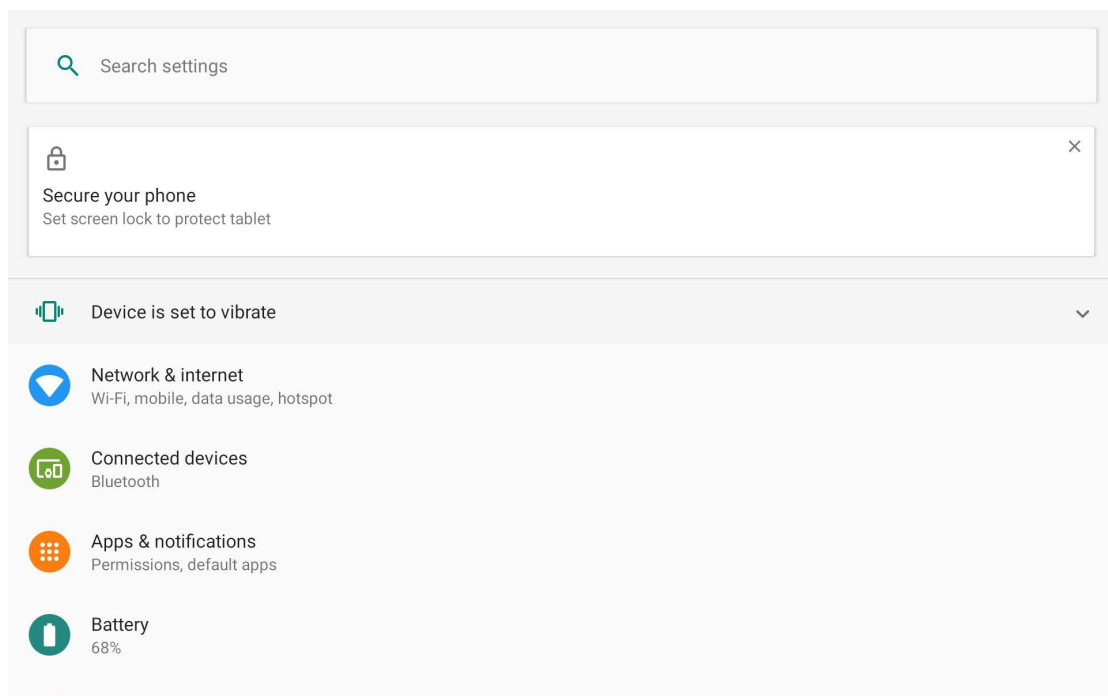 Search settings
Secure your phone
Set screen lock to protect tablet
Device is set to vibrate
Network & internet
Wi-Fi, mobile, data usage, hotspot
Connected devices
Bluetooth
Apps & notifications
Permissions, default apps
Battery
68%